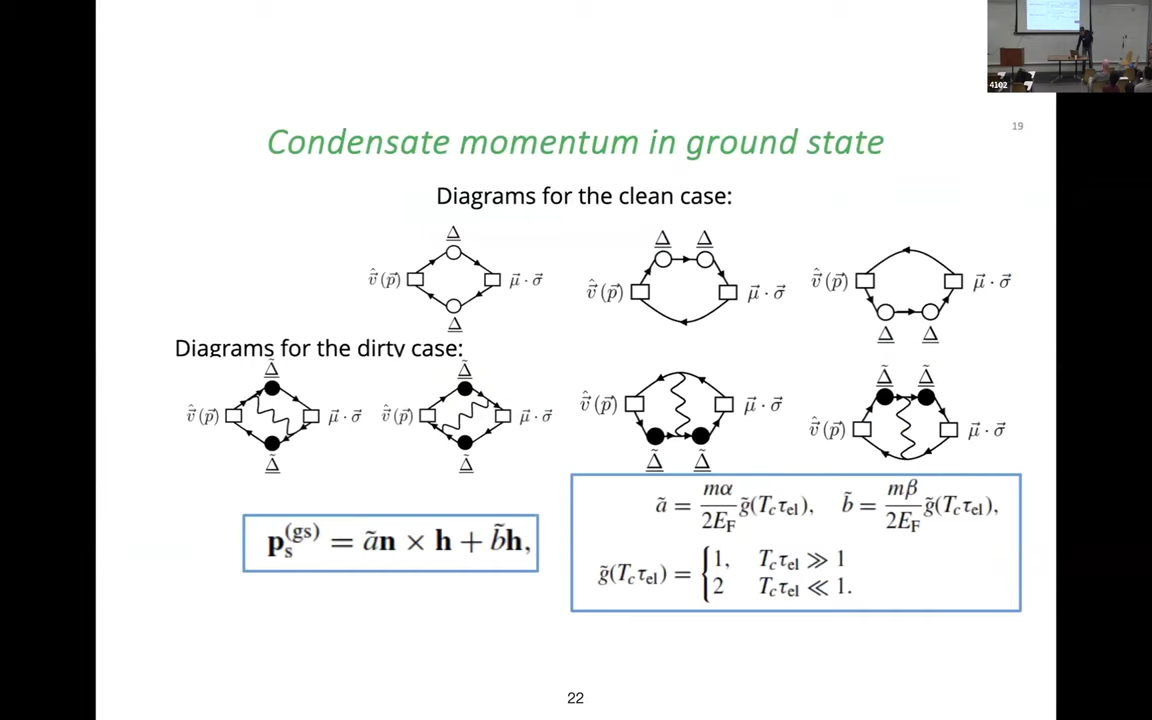 4102
19
Condensate momentum in ground state
Diagrams for the clean case:
Δ
v̂(p⃗) μ⃗ · σ⃗
Δ
Δ Δ
v̂(p⃗) μ⃗ · σ⃗
v̂(p⃗) μ⃗ · σ⃗
Δ Δ
Diagrams for the dirty case:
Δ̃
v̂(p⃗) μ⃗ · σ⃗
Δ̃
Δ̃
v̂(p⃗) μ⃗ · σ⃗
Δ̃
v̂(p⃗) μ⃗ · σ⃗
Δ̃ Δ̃
Δ̃ Δ̃
v̂(p⃗) μ⃗ · σ⃗
p_s^(gs) = ãn × h + b̃h,
ã = mα/2E_F g̃(T_cτ_el), b̃ = mβ/2E_F g̃(T_cτ_el),
g̃(T_cτ_el) = { 1, T_cτ_el ≫ 1
2 T_cτ_el ≪ 1.
22